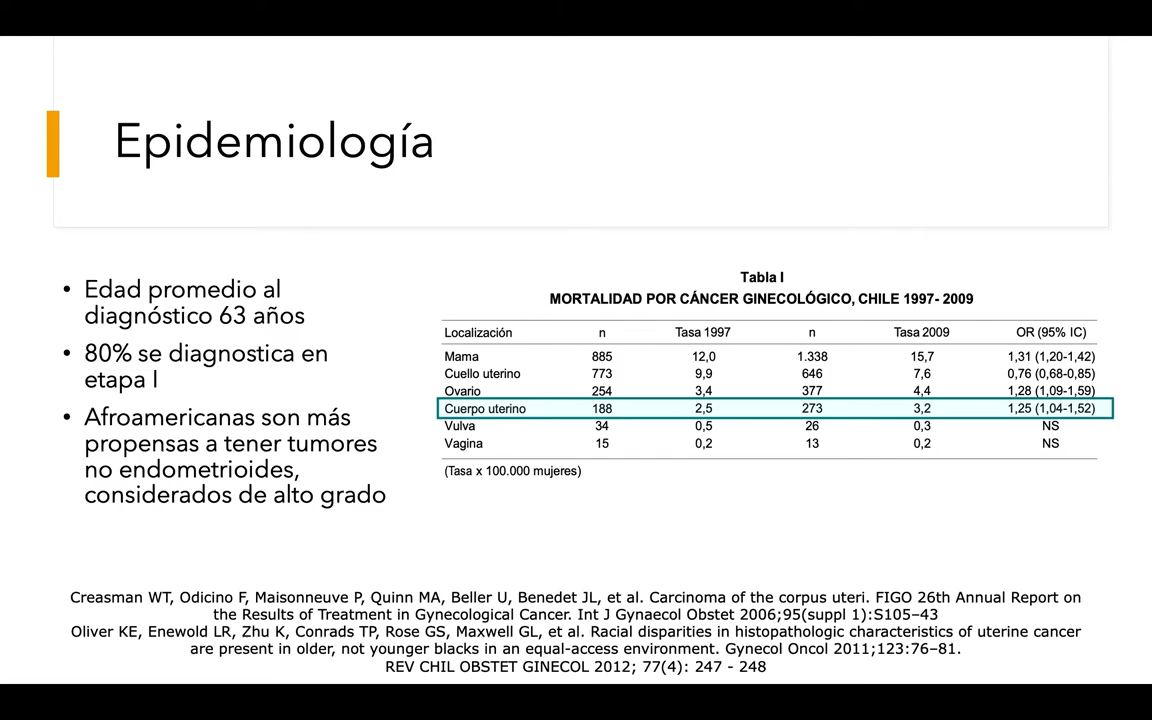 Epidemiología
• Edad promedio al
diagnóstico 63 años
• 80% se diagnostica en
etapa I
• Afroamericanas son más
propensas a tener tumores
no endometrioides,
considerados de alto grado
Tabla I
MORTALIDAD POR CÁNCER GINECOLÓGICO, CHILE 1997- 2009
Localización n Tasa 1997 n Tasa 2009 OR (95% IC)
Mama 885 12,0 1.338 15,7 1,31 (1,20-1,42)
Cuello uterino 773 9,9 646 7,6 0,76 (0,68-0,85)
Ovario 254 3,4 377 4,4 1,28 (1,09-1,59)
Cuerpo uterino 188 2,5 273 3,2 1,25 (1,04-1,52)
Vulva 34 0,5 26 0,3 NS
Vagina 15 0,2 13 0,2 NS
(Tasa x 100.000 mujeres)
Creasman WT, Odicino F, Maisonneuve P, Quinn MA, Beller U, Benedet JL, et al. Carcinoma of the corpus uteri. FIGO 26th Annual Report on
the Results of Treatment in Gynecological Cancer. Int J Gynaecol Obstet 2006;95(suppl 1):S105–43
Oliver KE, Enewold LR, Zhu K, Conrads TP, Rose GS, Maxwell GL, et al. Racial disparities in histopathologic characteristics of uterine cancer
are present in older, not younger blacks in an equal-access environment. Gynecol Oncol 2011;123:76–81.
REV CHIL OBSTET GINECOL 2012; 77(4): 247 - 248